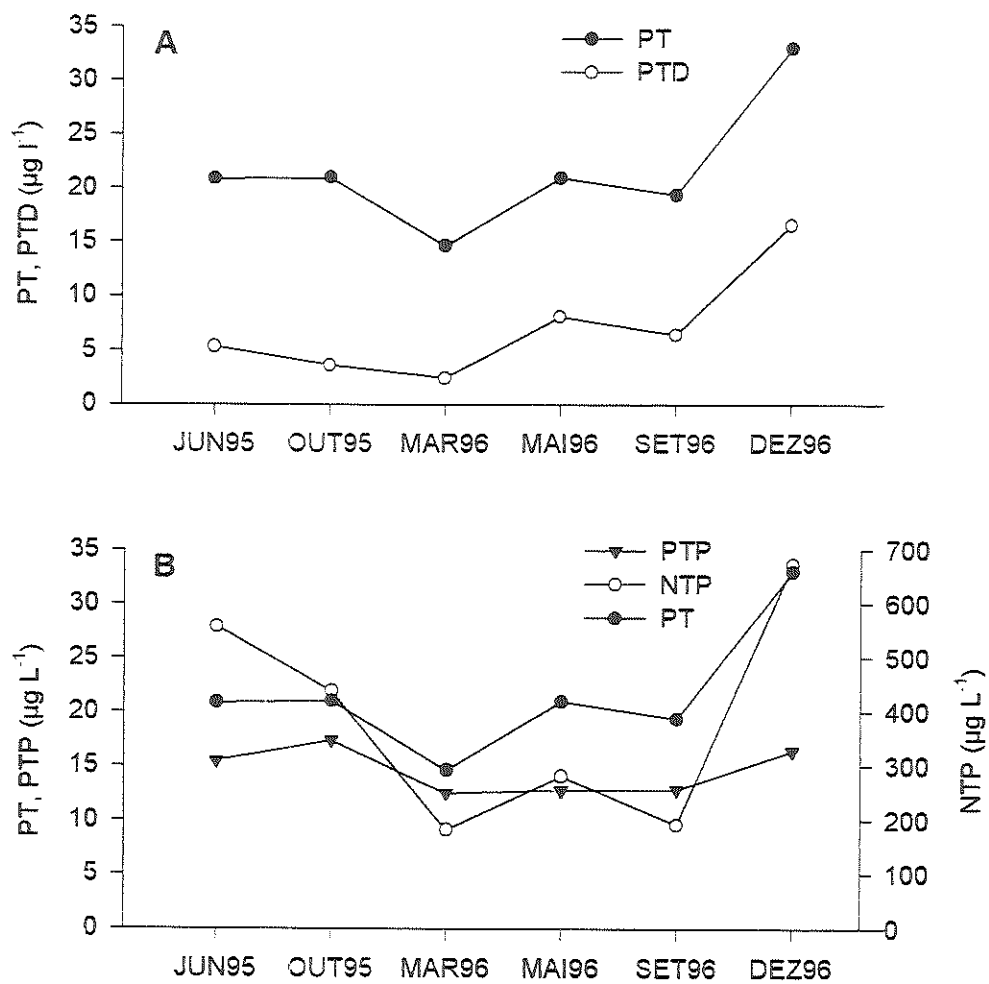 A
PT
PTD
PT, PTD (µg l⁻¹)
35
30
25
20
15
10
5
0
JUN95 OUT95 MAR96 MAI96 SET96 DEZ96
B
PTP
NTP
PT
PT, PTP (µg L⁻¹)
35
30
25
20
15
10
5
0
700
600
500
400
300
200
100
0
NTP (µg L⁻¹)
JUN95 OUT95 MAR96 MAI96 SET96 DEZ96